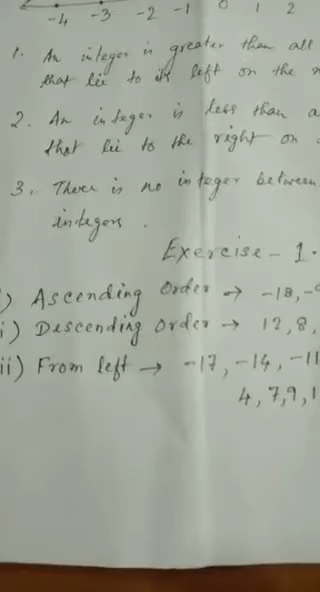 -4 -3 -2 -1 0 1 2
1. An integer is greater than all
that lie to its left on the
2. An integer is less than
that lie to the right on
3. There is no integer between
integers.
Exercise - 1.
) Ascending Order → -18, -
i) Descending Order → 12, 8,
ii) From left → -17, -14, -11
4, 7, 9, 1